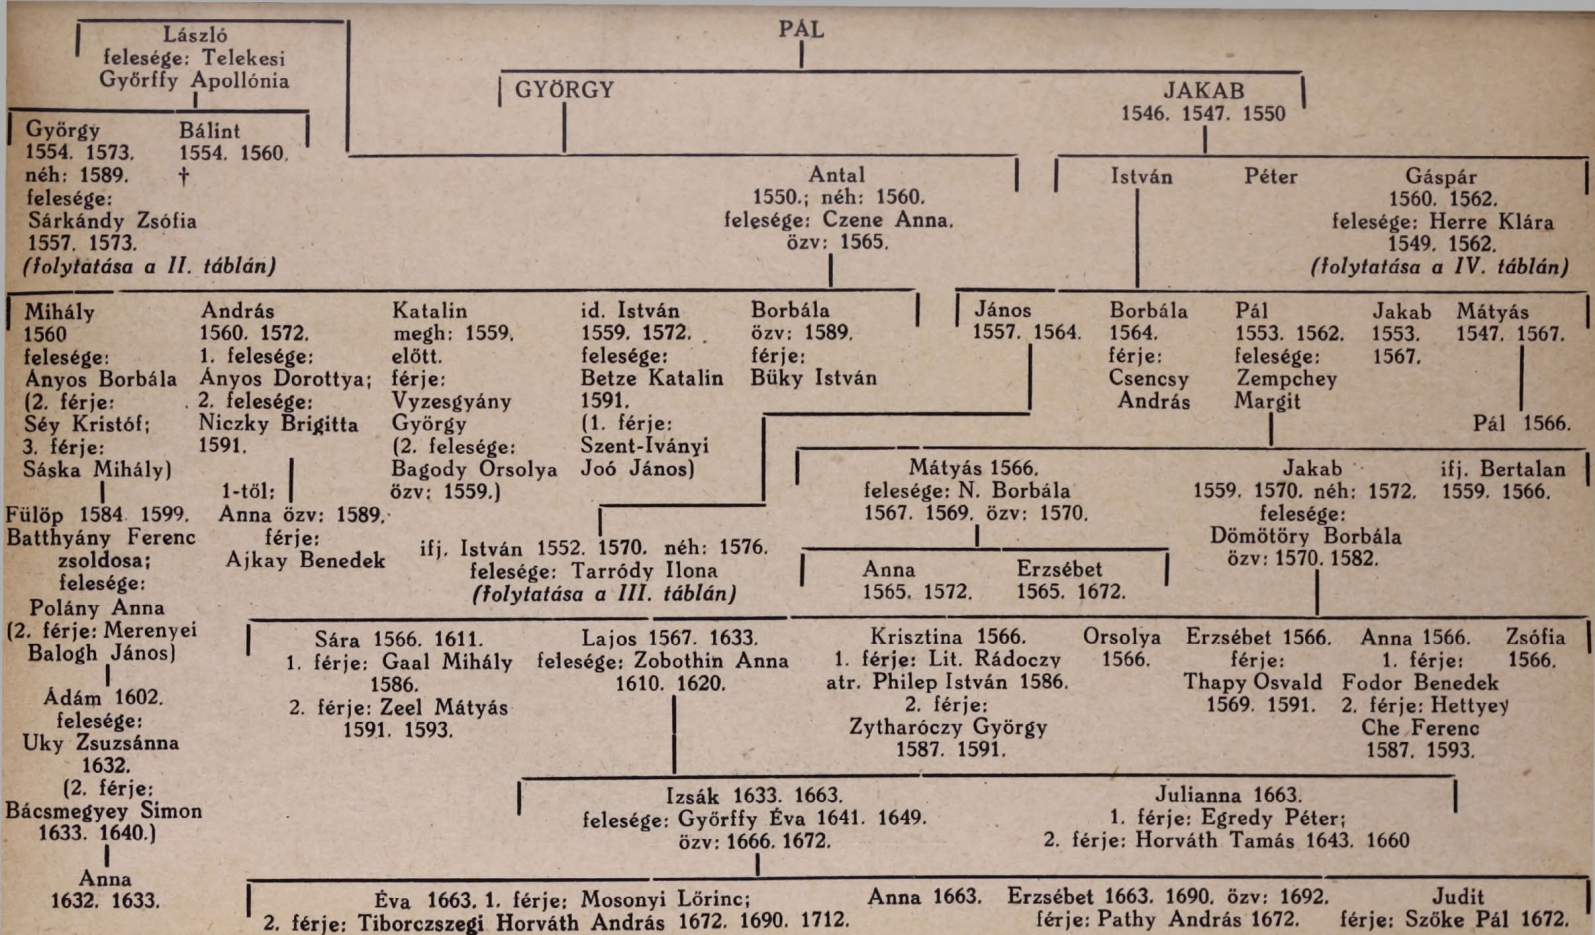 PÁL
László
felesége: Telekesi
Győrffy Apollónia
GYÖRGY
JAKAB
1546. 1547. 1550
György
1554. 1573.
néh: 1589.
felesége:
Sárkándy Zsófia
1557. 1573.
(folytatása a II. táblán)
Bálint
1554. 1560.
†
Antal
1550.; néh: 1560.
felesége: Czene Anna.
özv: 1565.
István
Péter
Gáspár
1560. 1562.
felesége: Herre Klára
1549. 1562.
(folytatása a IV. táblán)
Mihály
1560
felesége:
Ányos Borbála
(2. férje:
Séy Kristóf;
3. férje:
Sáska Mihály)
András
1560. 1572.
1. felesége:
Ányos Dorottya;
2. felesége:
Niczky Brigitta
1591.
Katalin
megh: 1559.
előtt.
férje:
Vyzesgyány
György
(2. felesége:
Bagody Orsolya
özv: 1559.)
id. István
1559. 1572.
felesége:
Betze Katalin
1591.
(1. férje:
Szent-Iványi
Joó János)
Borbála
özv: 1589.
férje:
Büky István
János
1557. 1564.
Borbála
1564.
férje:
Csencsy
András
Pál
1553. 1562.
felesége:
Zempchey
Margit
Jakab
1553.
1567.
Mátyás
1547. 1567.
Pál 1566.
Fülöp 1584. 1599.
Batthyány Ferenc
zsoldosa;
felesége:
Polány Anna
(2. férje: Merenyei
Balogh János)
1-től:
Anna özv: 1589.
férje:
Ajkay Benedek
ifj. István 1552. 1570. néh: 1576.
felesége: Tarródy Ilona
(folytatása a III. táblán)
Mátyás 1566.
felesége: N. Borbála
1567. 1569. özv: 1570.
Jakab
1559. 1570. néh: 1572.
felesége:
Dömötöry Borbála
özv: 1570. 1582.
ifj. Bertalan
1559. 1566.
Anna
1565. 1572.
Erzsébet
1565. 1672.
Ádám 1602.
felesége:
Uky Zsuzsánna
1632.
(2. férje:
Bácsmegyey Simon
1633. 1640.)
Sára 1566. 1611.
1. férje: Gaal Mihály
1586.
2. férje: Zeel Mátyás
1591. 1593.
Lajos 1567. 1633.
felesége: Zobothin Anna
1610. 1620.
Krisztina 1566.
1. férje: Lit. Rádoczy
atr. Philep István 1586.
2. férje:
Zytharóczy György
1587. 1591.
Orsolya
1566.
Erzsébet 1566.
férje:
Thapy Osvald
1569. 1591.
Anna 1566.
1. férje:
Fodor Benedek
2. férje: Hettyey
Che Ferenc
1587. 1593.
Zsófia
1566.
Izsák 1633. 1663.
felesége: Győrffy Éva 1641. 1649.
özv: 1666. 1672.
Julianna 1663.
1. férje: Egredy Péter;
2. férje: Horváth Tamás 1643. 1660
Anna
1632. 1633.
Éva 1663. 1. férje: Mosonyi Lőrinc;
2. férje: Tiborczszegi Horváth András 1672. 1690. 1712.
Anna 1663.
Erzsébet 1663. 1690. özv: 1692.
férje: Pathy András 1672.
Judit
férje: Szőke Pál 1672.